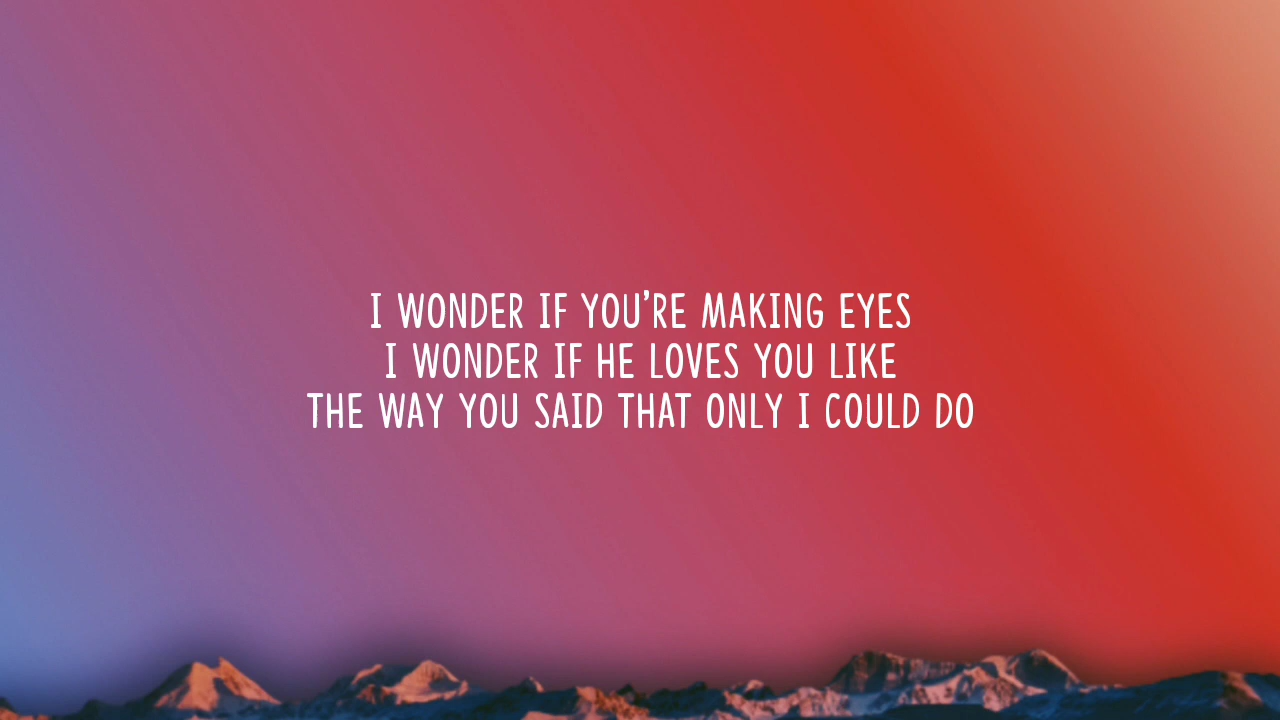 I WONDER IF YOU'RE MAKING EYES
I WONDER IF HE LOVES YOU LIKE
THE WAY YOU SAID THAT ONLY I COULD DO